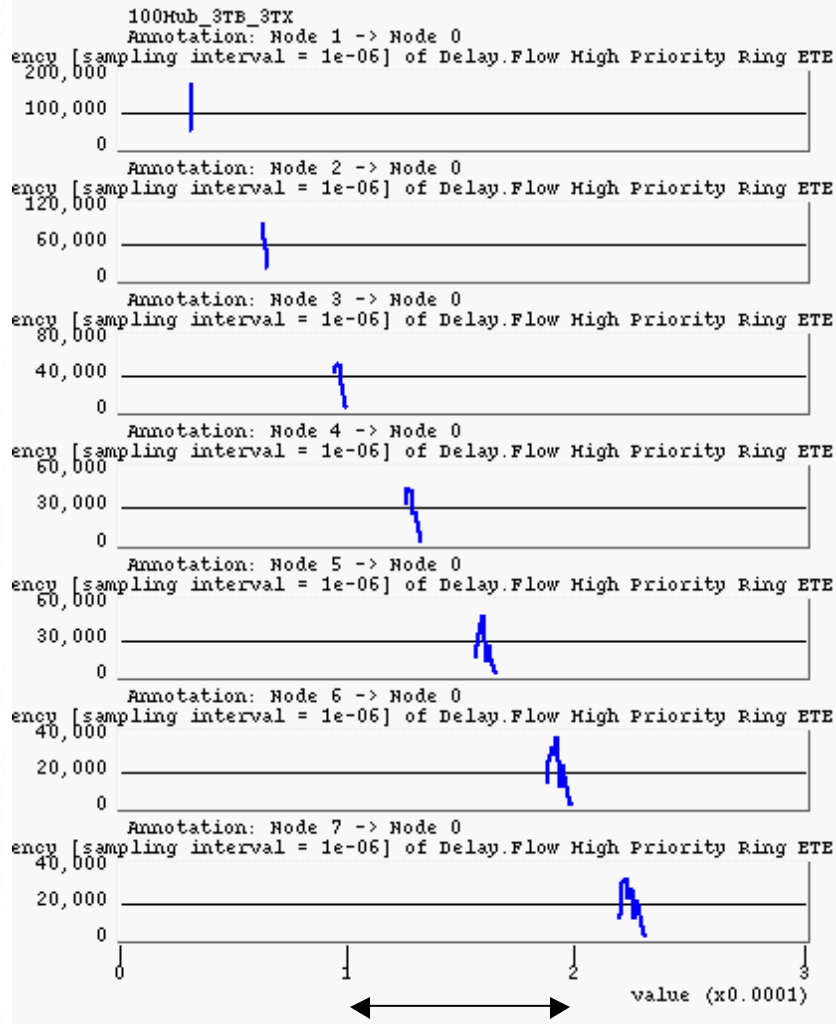 100Hub_3TB_3TX
Annotation: Node 1 -> Node 0
ency [sampling interval = 1e-06] of Delay.Flow High Priority Ring ETE
200,000
100,000
0
Annotation: Node 2 -> Node 0
ency [sampling interval = 1e-06] of Delay.Flow High Priority Ring ETE
120,000
60,000
0
Annotation: Node 3 -> Node 0
ency [sampling interval = 1e-06] of Delay.Flow High Priority Ring ETE
80,000
40,000
0
Annotation: Node 4 -> Node 0
ency [sampling interval = 1e-06] of Delay.Flow High Priority Ring ETE
60,000
30,000
0
Annotation: Node 5 -> Node 0
ency [sampling interval = 1e-06] of Delay.Flow High Priority Ring ETE
60,000
30,000
0
Annotation: Node 6 -> Node 0
ency [sampling interval = 1e-06] of Delay.Flow High Priority Ring ETE
40,000
20,000
0
Annotation: Node 7 -> Node 0
ency [sampling interval = 1e-06] of Delay.Flow High Priority Ring ETE
40,000
20,000
0
0 1 2 3
value (x0.0001)